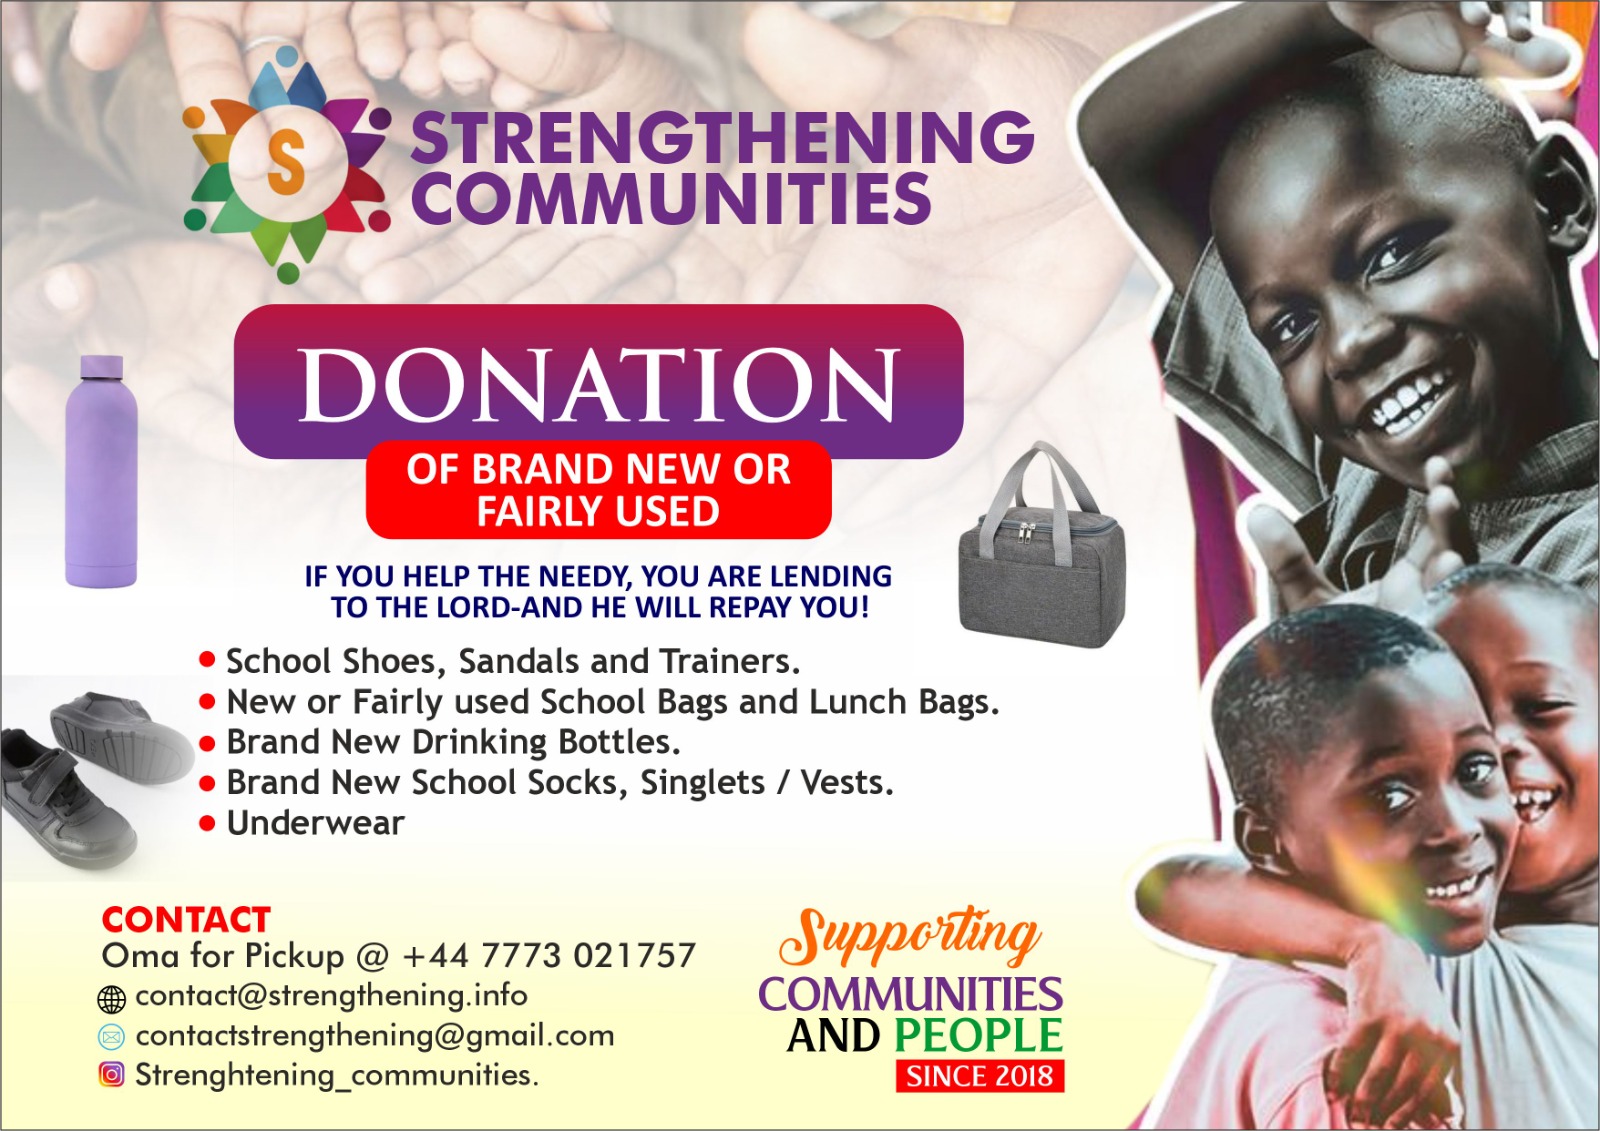 S
STRENGTHENING
COMMUNITIES
DONATION
OF BRAND NEW OR
FAIRLY USED
IF YOU HELP THE NEEDY, YOU ARE LENDING
TO THE LORD-AND HE WILL REPAY YOU!
School Shoes, Sandals and Trainers.
New or Fairly used School Bags and Lunch Bags.
Brand New Drinking Bottles.
Brand New School Socks, Singlets / Vests.
Underwear
CONTACT
Oma for Pickup @ +44 7773 021757
contact@strengthening.info
contactstrengthening@gmail.com
Strenghtening_communities.
Supporting
COMMUNITIES
AND PEOPLE
SINCE 2018